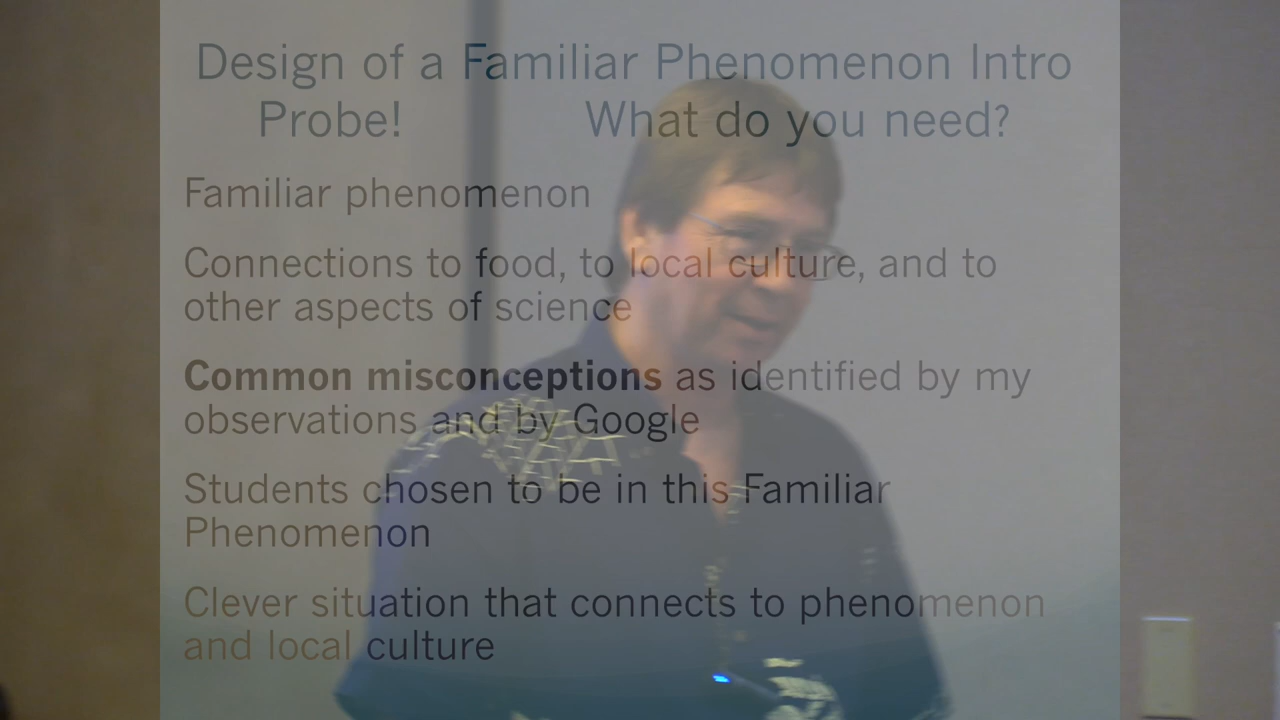 Design of a Familiar Phenomenon Intro
Probe! What do you need?
Familiar phenomenon
Connections to food, to local culture, and to
other aspects of science
Common misconceptions as identified by my
observations and by Google
Students chosen to be in this Familiar
Phenomenon
Clever situation that connects to phenomenon
and local culture